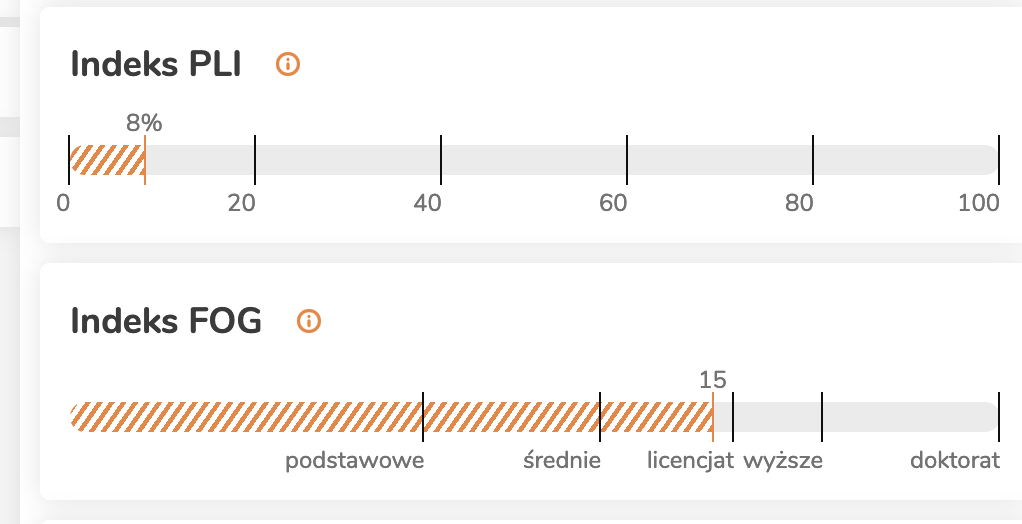 Indeks PLI
8%
0 20 40 60 80 100
Indeks FOG
15
podstawowe średnie licencjat wyższe doktorat